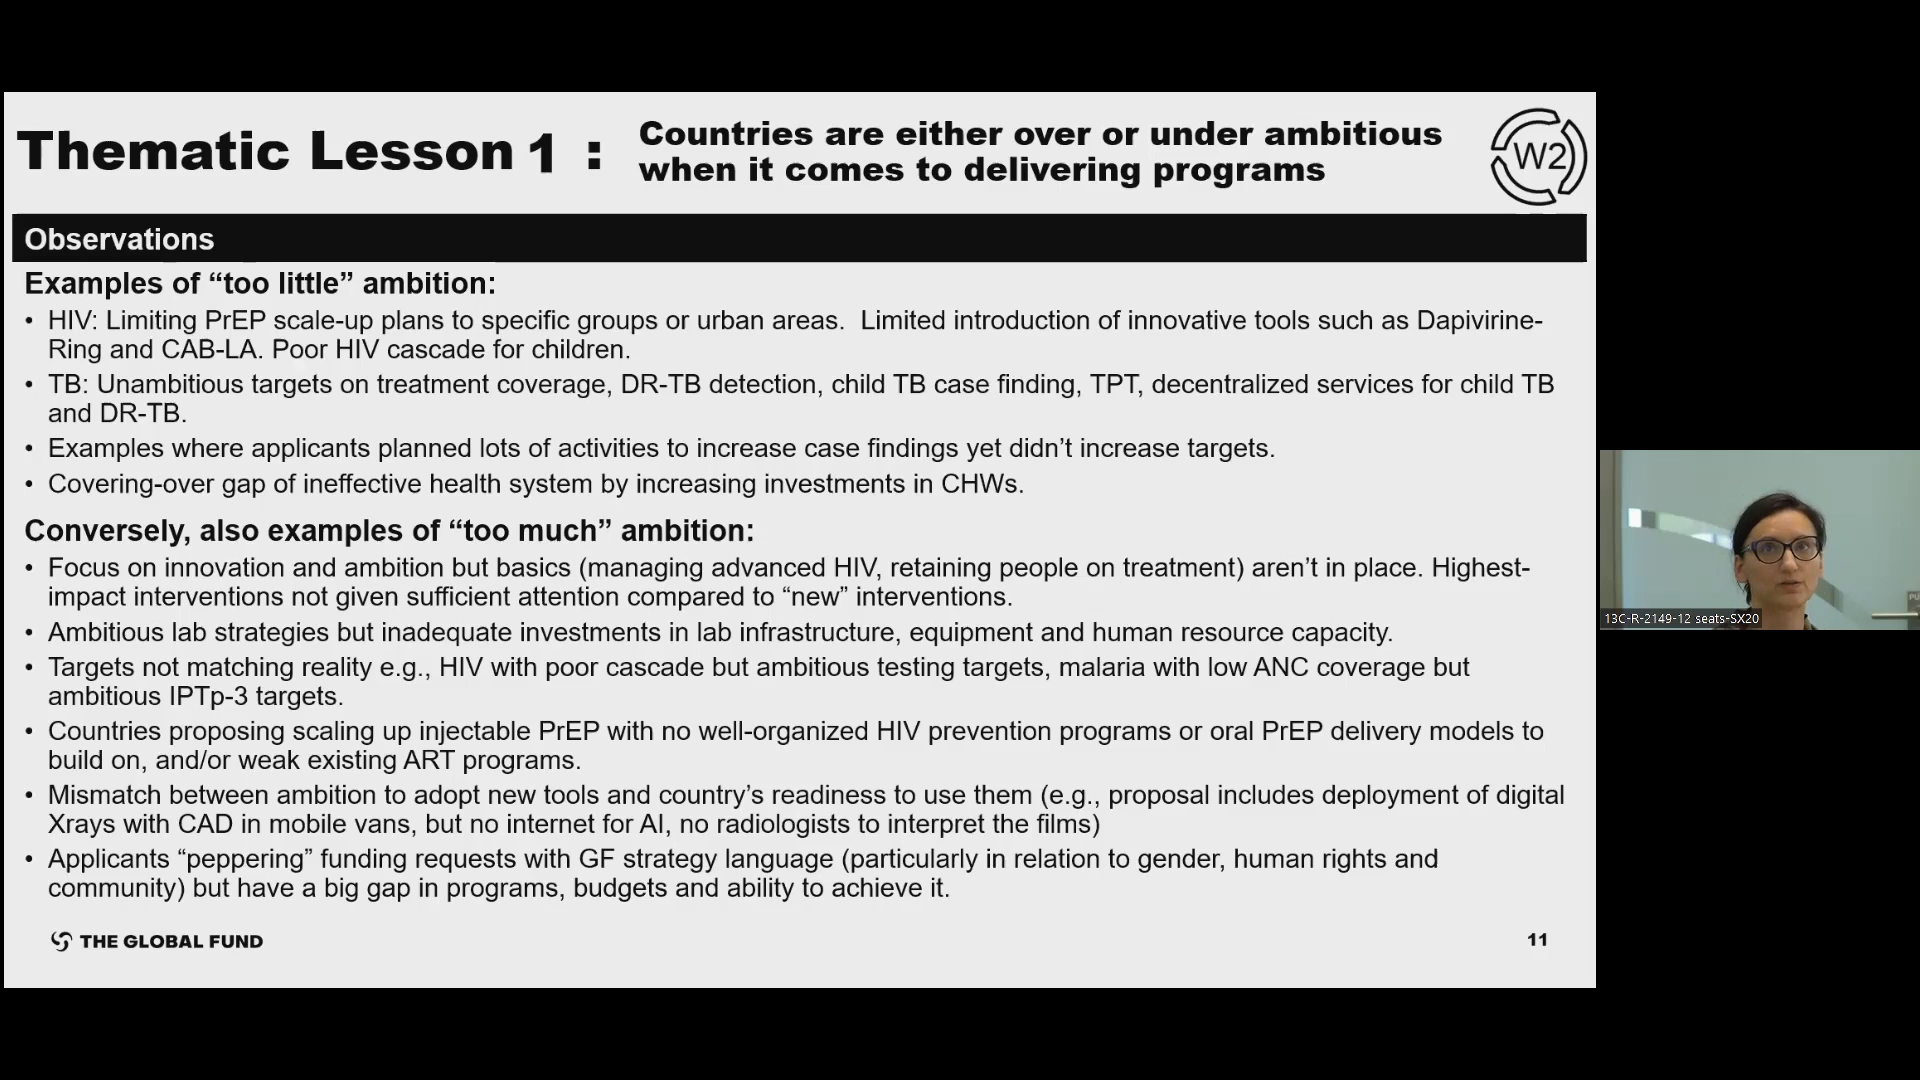 Thematic Lesson 1 :
Countries are either over or under ambitious
when it comes to delivering programs
W2
Observations
Examples of “too little” ambition:
• HIV: Limiting PrEP scale-up plans to specific groups or urban areas.  Limited introduction of innovative tools such as Dapivirine-
Ring and CAB-LA. Poor HIV cascade for children.
• TB: Unambitious targets on treatment coverage, DR-TB detection, child TB case finding, TPT, decentralized services for child TB
and DR-TB.
• Examples where applicants planned lots of activities to increase case findings yet didn’t increase targets.
• Covering-over gap of ineffective health system by increasing investments in CHWs.
Conversely, also examples of “too much” ambition:
• Focus on innovation and ambition but basics (managing advanced HIV, retaining people on treatment) aren’t in place. Highest-
impact interventions not given sufficient attention compared to “new” interventions.
• Ambitious lab strategies but inadequate investments in lab infrastructure, equipment and human resource capacity.
• Targets not matching reality e.g., HIV with poor cascade but ambitious testing targets, malaria with low ANC coverage but
ambitious IPTp-3 targets.
• Countries proposing scaling up injectable PrEP with no well-organized HIV prevention programs or oral PrEP delivery models to
build on, and/or weak existing ART programs.
• Mismatch between ambition to adopt new tools and country’s readiness to use them (e.g., proposal includes deployment of digital
Xrays with CAD in mobile vans, but no internet for AI, no radiologists to interpret the films)
• Applicants “peppering” funding requests with GF strategy language (particularly in relation to gender, human rights and
community) but have a big gap in programs, budgets and ability to achieve it.
THE GLOBAL FUND
11
13C-R-2149-12 seats-SX20